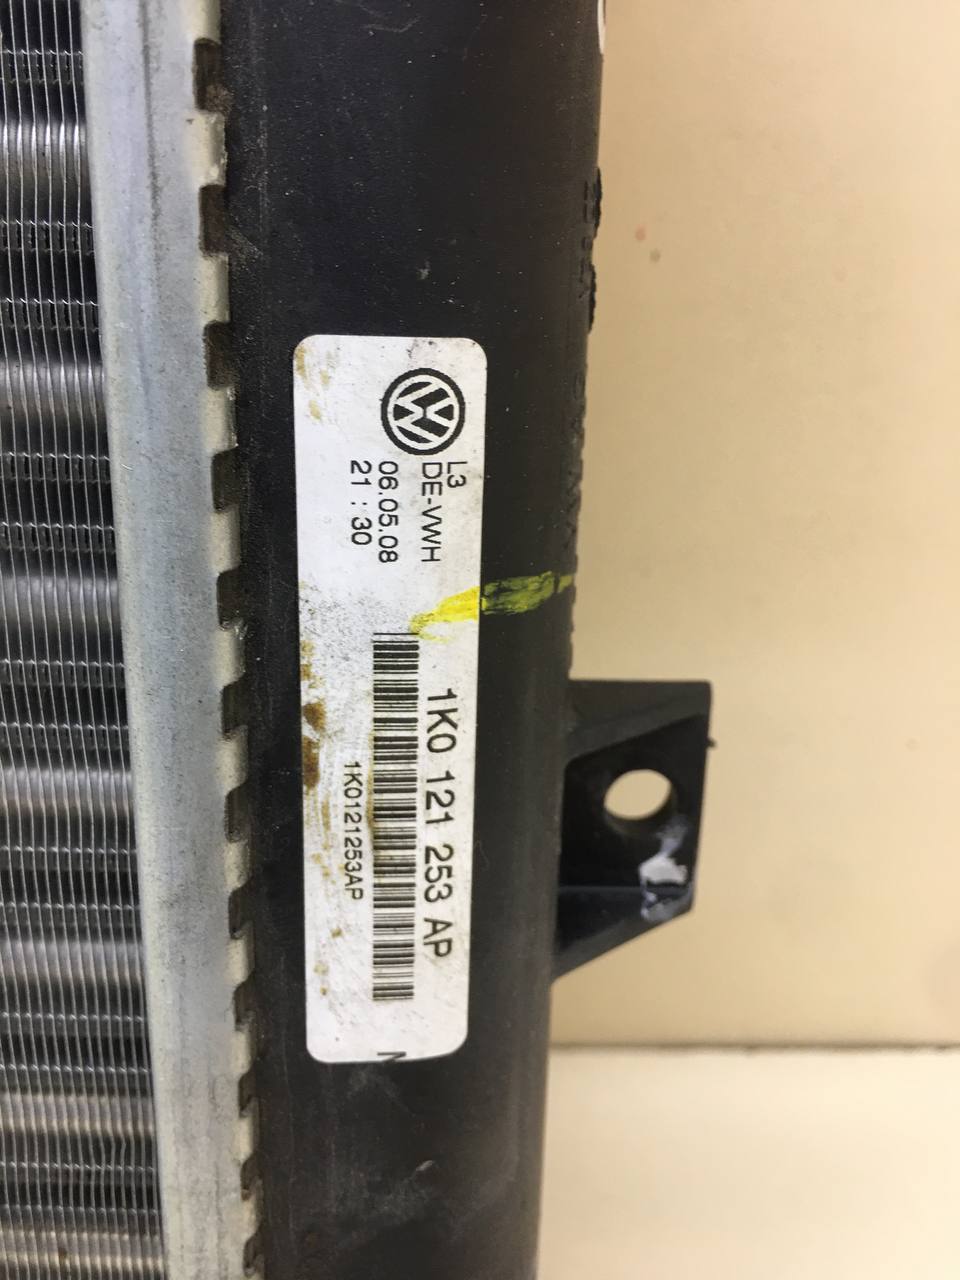 L3
DE-VWH
06.05.08
21 : 30
1K0 121 253 AP
1K0121253AP